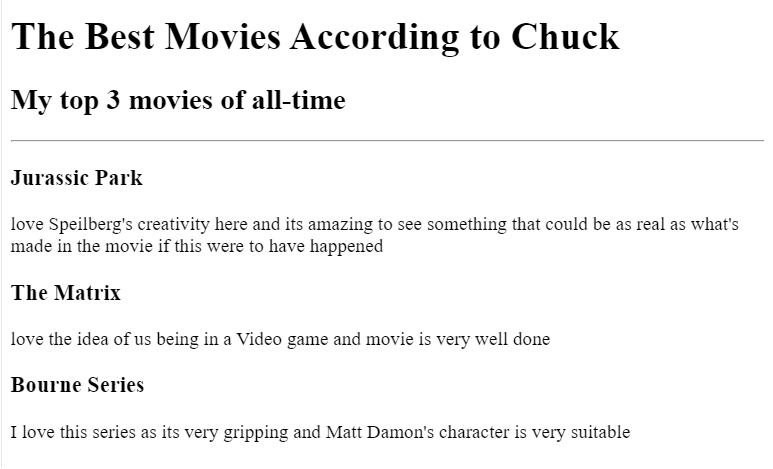 The Best Movies According to Chuck
My top 3 movies of all-time
Jurassic Park
love Speilberg's creativity here and its amazing to see something that could be as real as what's
made in the movie if this were to have happened
The Matrix
love the idea of us being in a Video game and movie is very well done
Bourne Series
I love this series as its very gripping and Matt Damon's character is very suitable